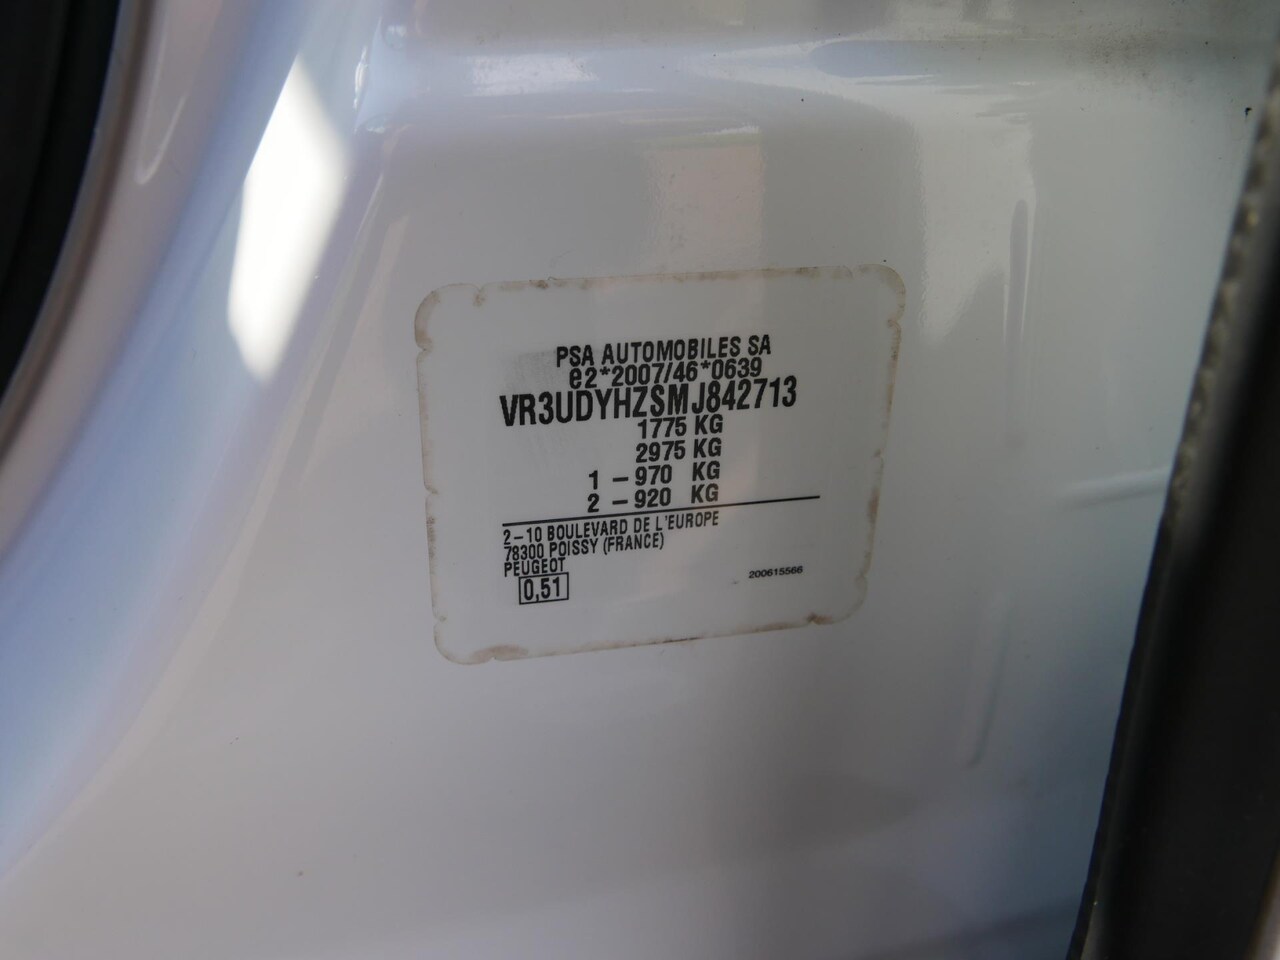 PSA AUTOMOBILES SA
e2*2007/46*0639
VR3UDYHZSMJ842713
1775 KG
2975 KG
1 - 970 KG
2 - 920 KG
2-10 BOULEVARD DE L'EUROPE
78300 POISSY (FRANCE)
PEUGEOT
0,51
200615566